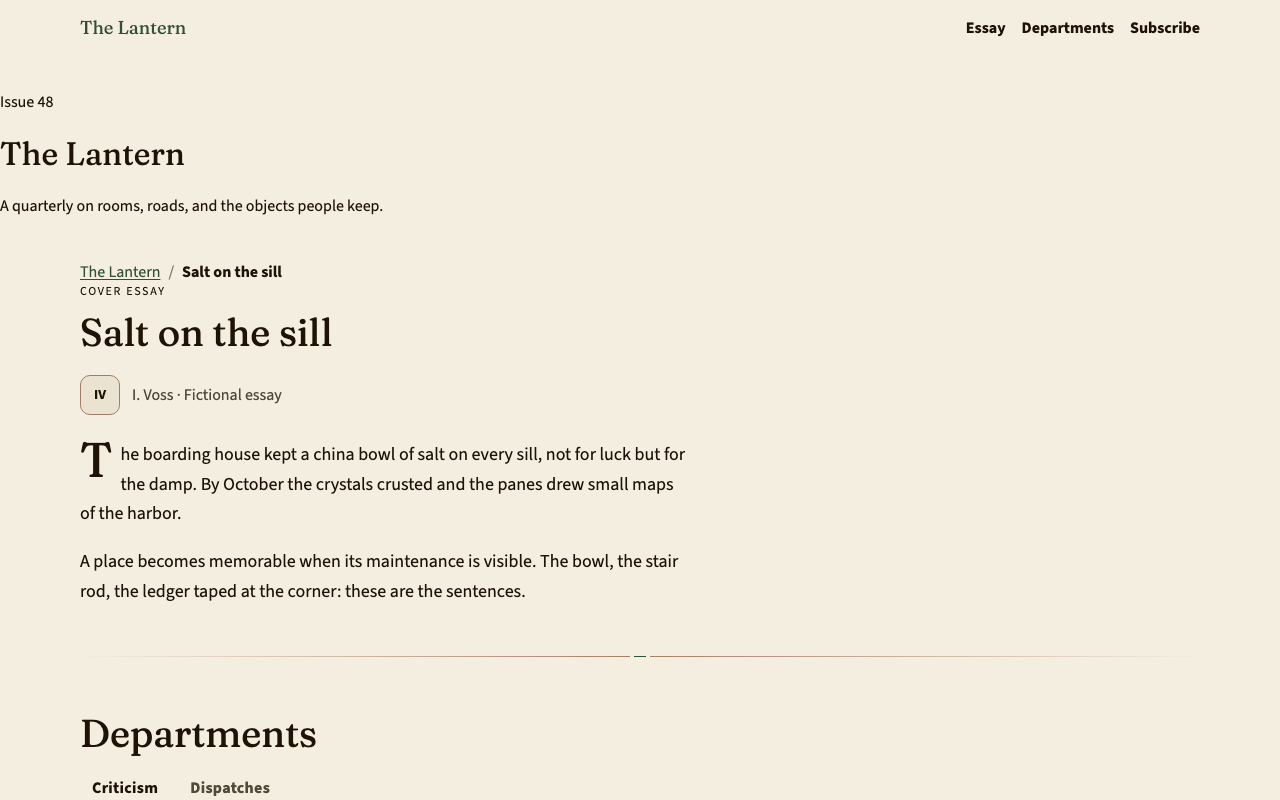 The Lantern
Essay Departments Subscribe
Issue 48
The Lantern
A quarterly on rooms, roads, and the objects people keep.
The Lantern / Salt on the sill
COVER ESSAY
Salt on the sill
IV I. Voss · Fictional essay
The boarding house kept a china bowl of salt on every sill, not for luck but for
the damp. By October the crystals crusted and the panes drew small maps
of the harbor.
A place becomes memorable when its maintenance is visible. The bowl, the stair
rod, the ledger taped at the corner: these are the sentences.
Departments
Criticism Dispatches